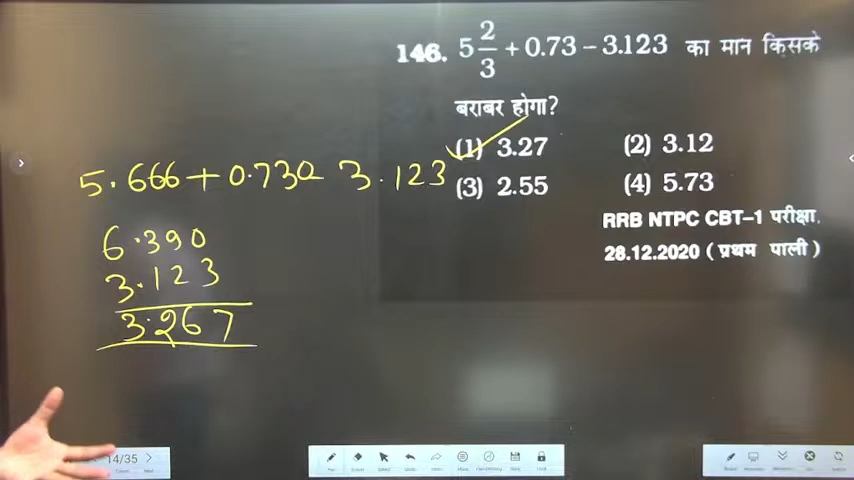 146. 5 2/3 + 0.73 – 3.123 का मान किसके
बराबर होगा?
(1) 3.27 (2) 3.12
(3) 2.55 (4) 5.73
RRB NTPC CBT–1 परीक्षा,
28.12.2020 ( प्रथम पाली )
5.666 + 0.730 - 3.123
6.390
3.123
3.267
14/35